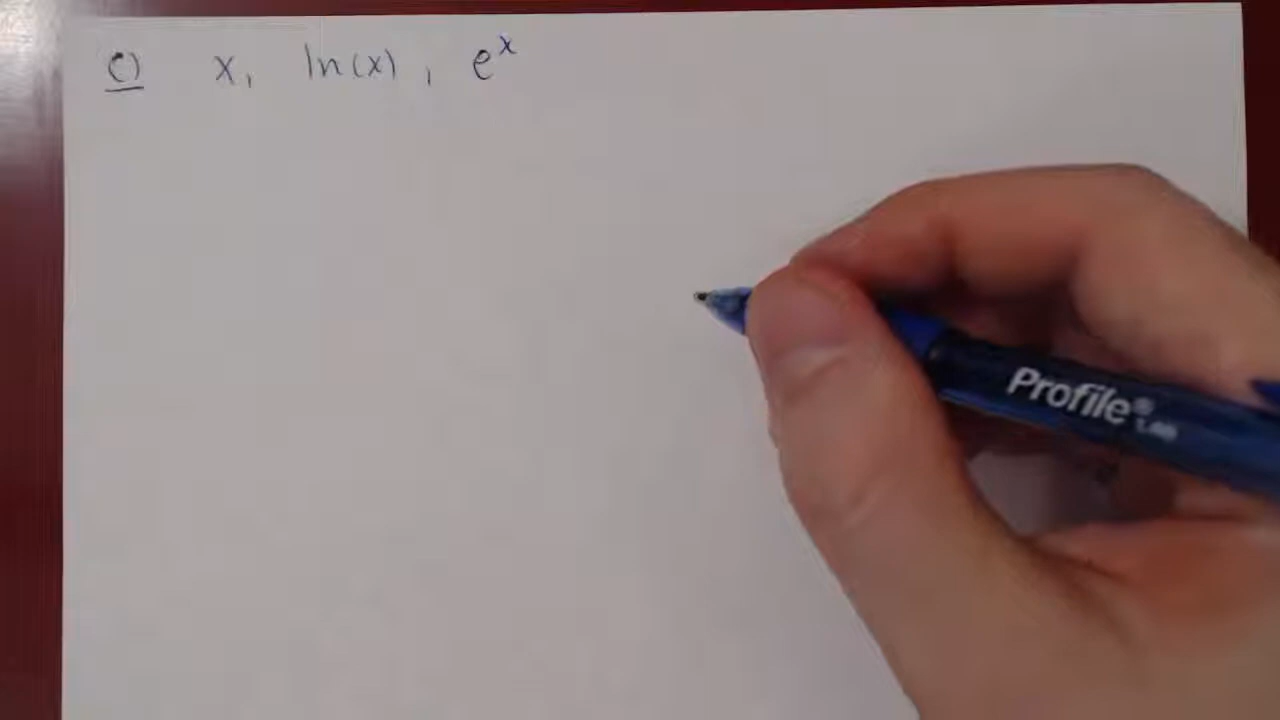 c) x, ln(x), e^x
Profile®